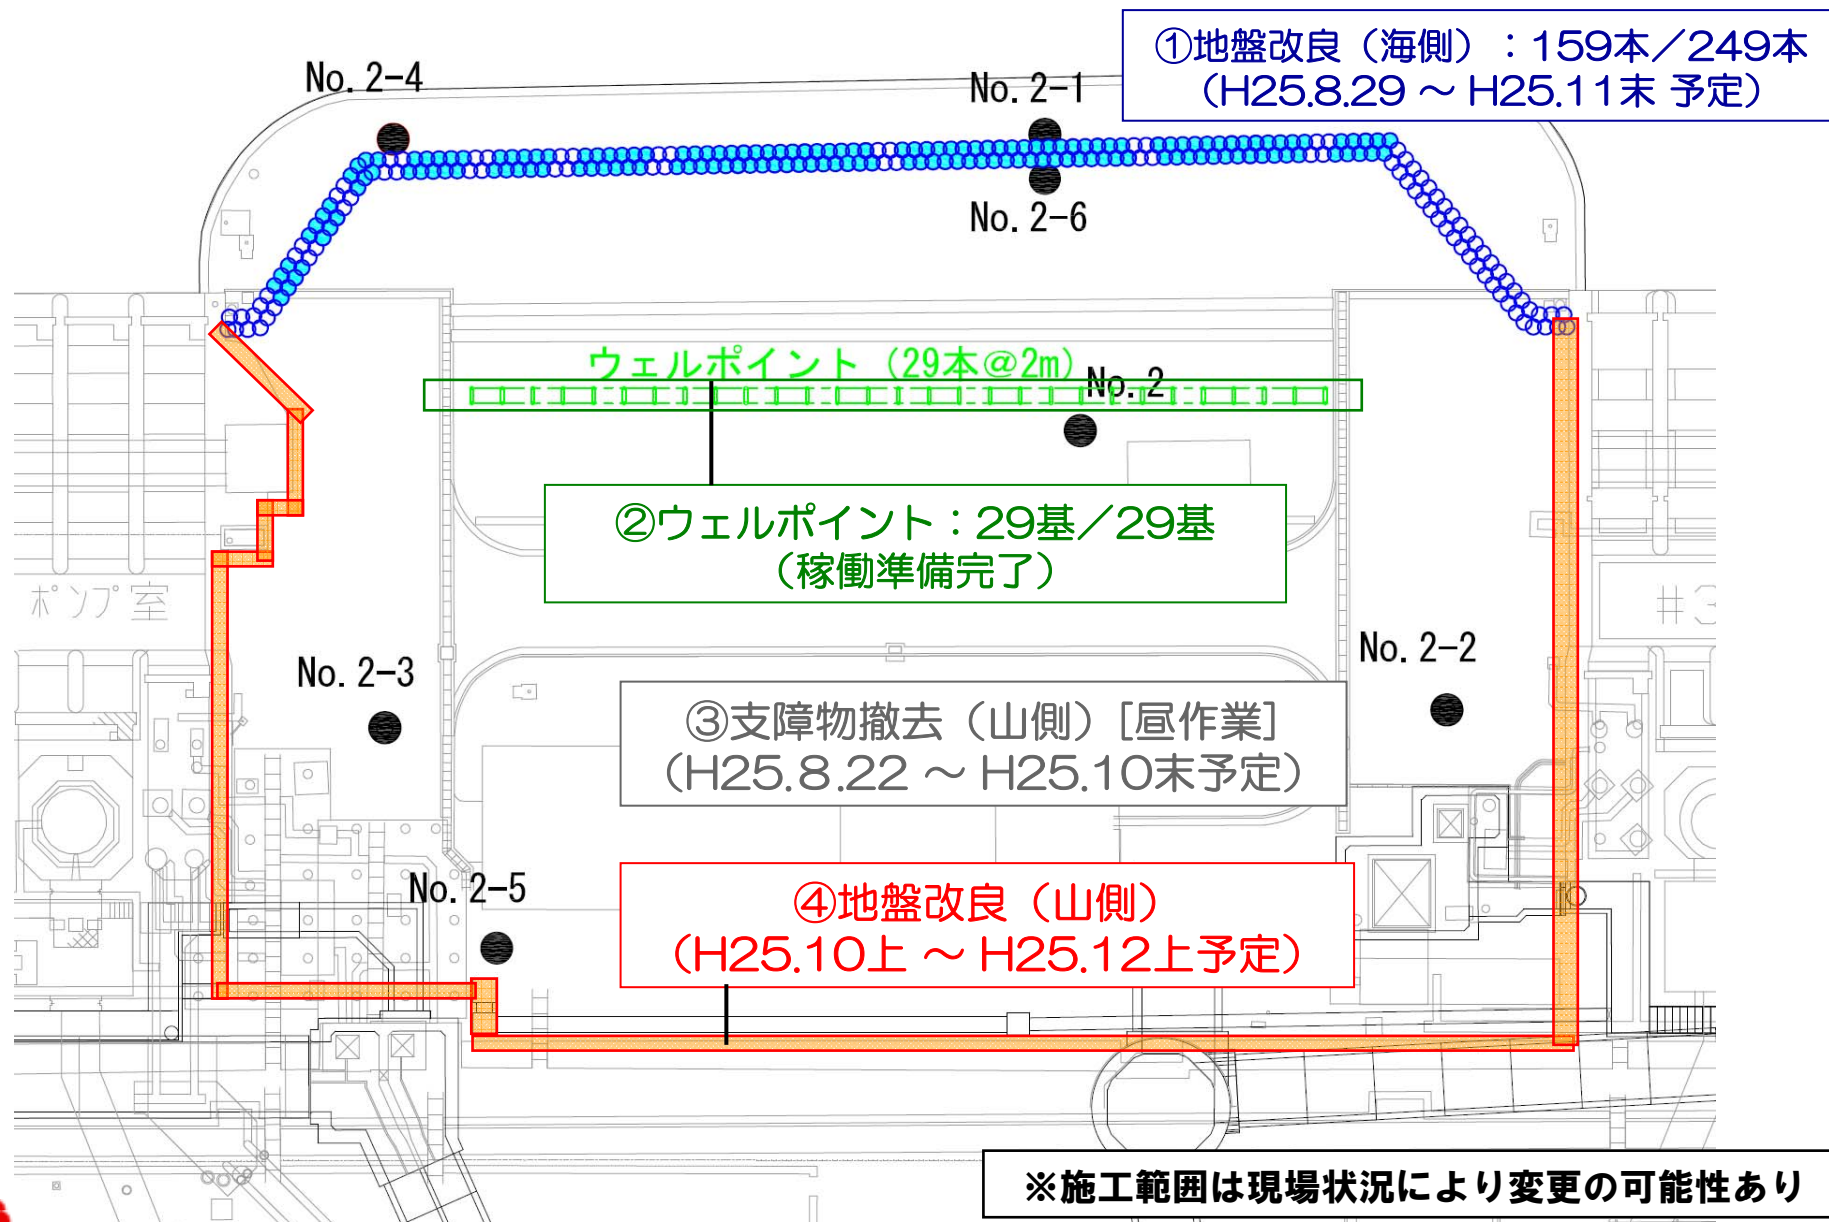 ①地盤改良（海側）：159本／249本
（H25.8.29 ～ H25.11末 予定）
No. 2-4
No. 2-1
No. 2-6
ウェルポイント（29本@2m）
No. 2
②ウェルポイント：29基／29基
（稼働準備完了）
ポンプ室
#3
No. 2-3
No. 2-2
③支障物撤去（山側）［昼作業］
（H25.8.22 ～ H25.10末予定）
No. 2-5
④地盤改良（山側）
（H25.10上 ～ H25.12上予定）
※施工範囲は現場状況により変更の可能性あり